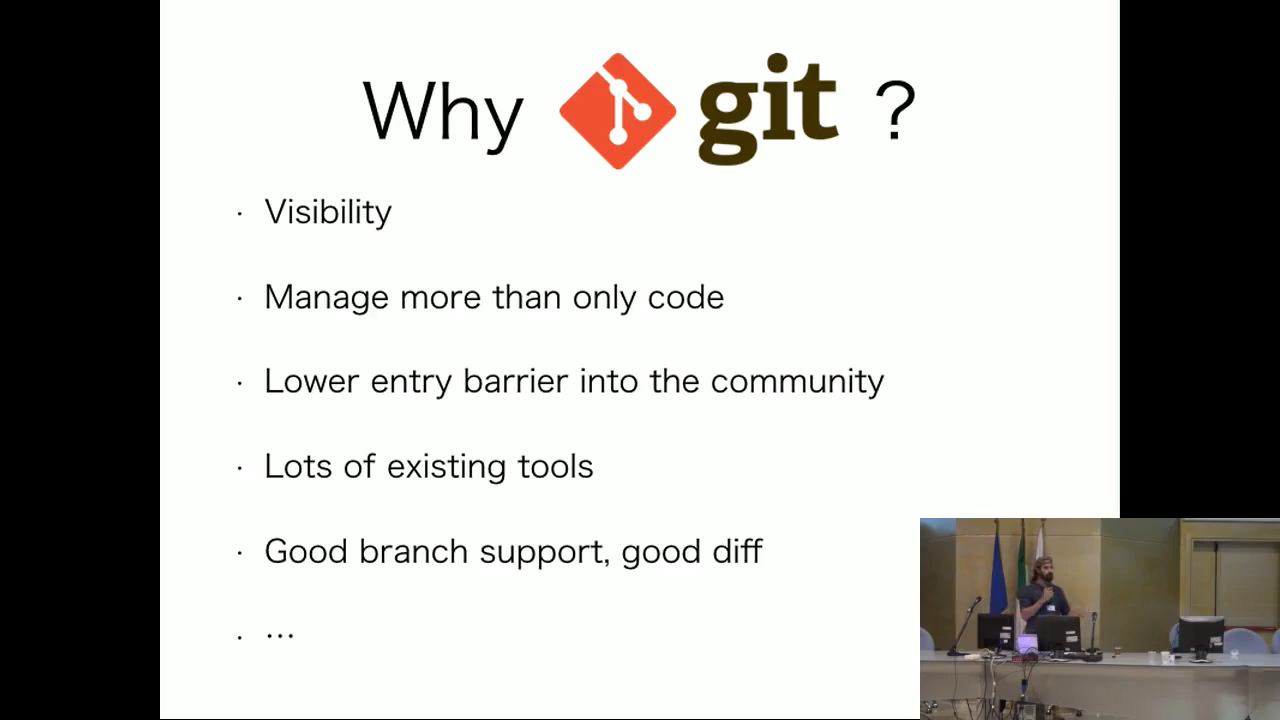 Why git ?
· Visibility
· Manage more than only code
· Lower entry barrier into the community
· Lots of existing tools
· Good branch support, good diff
· …